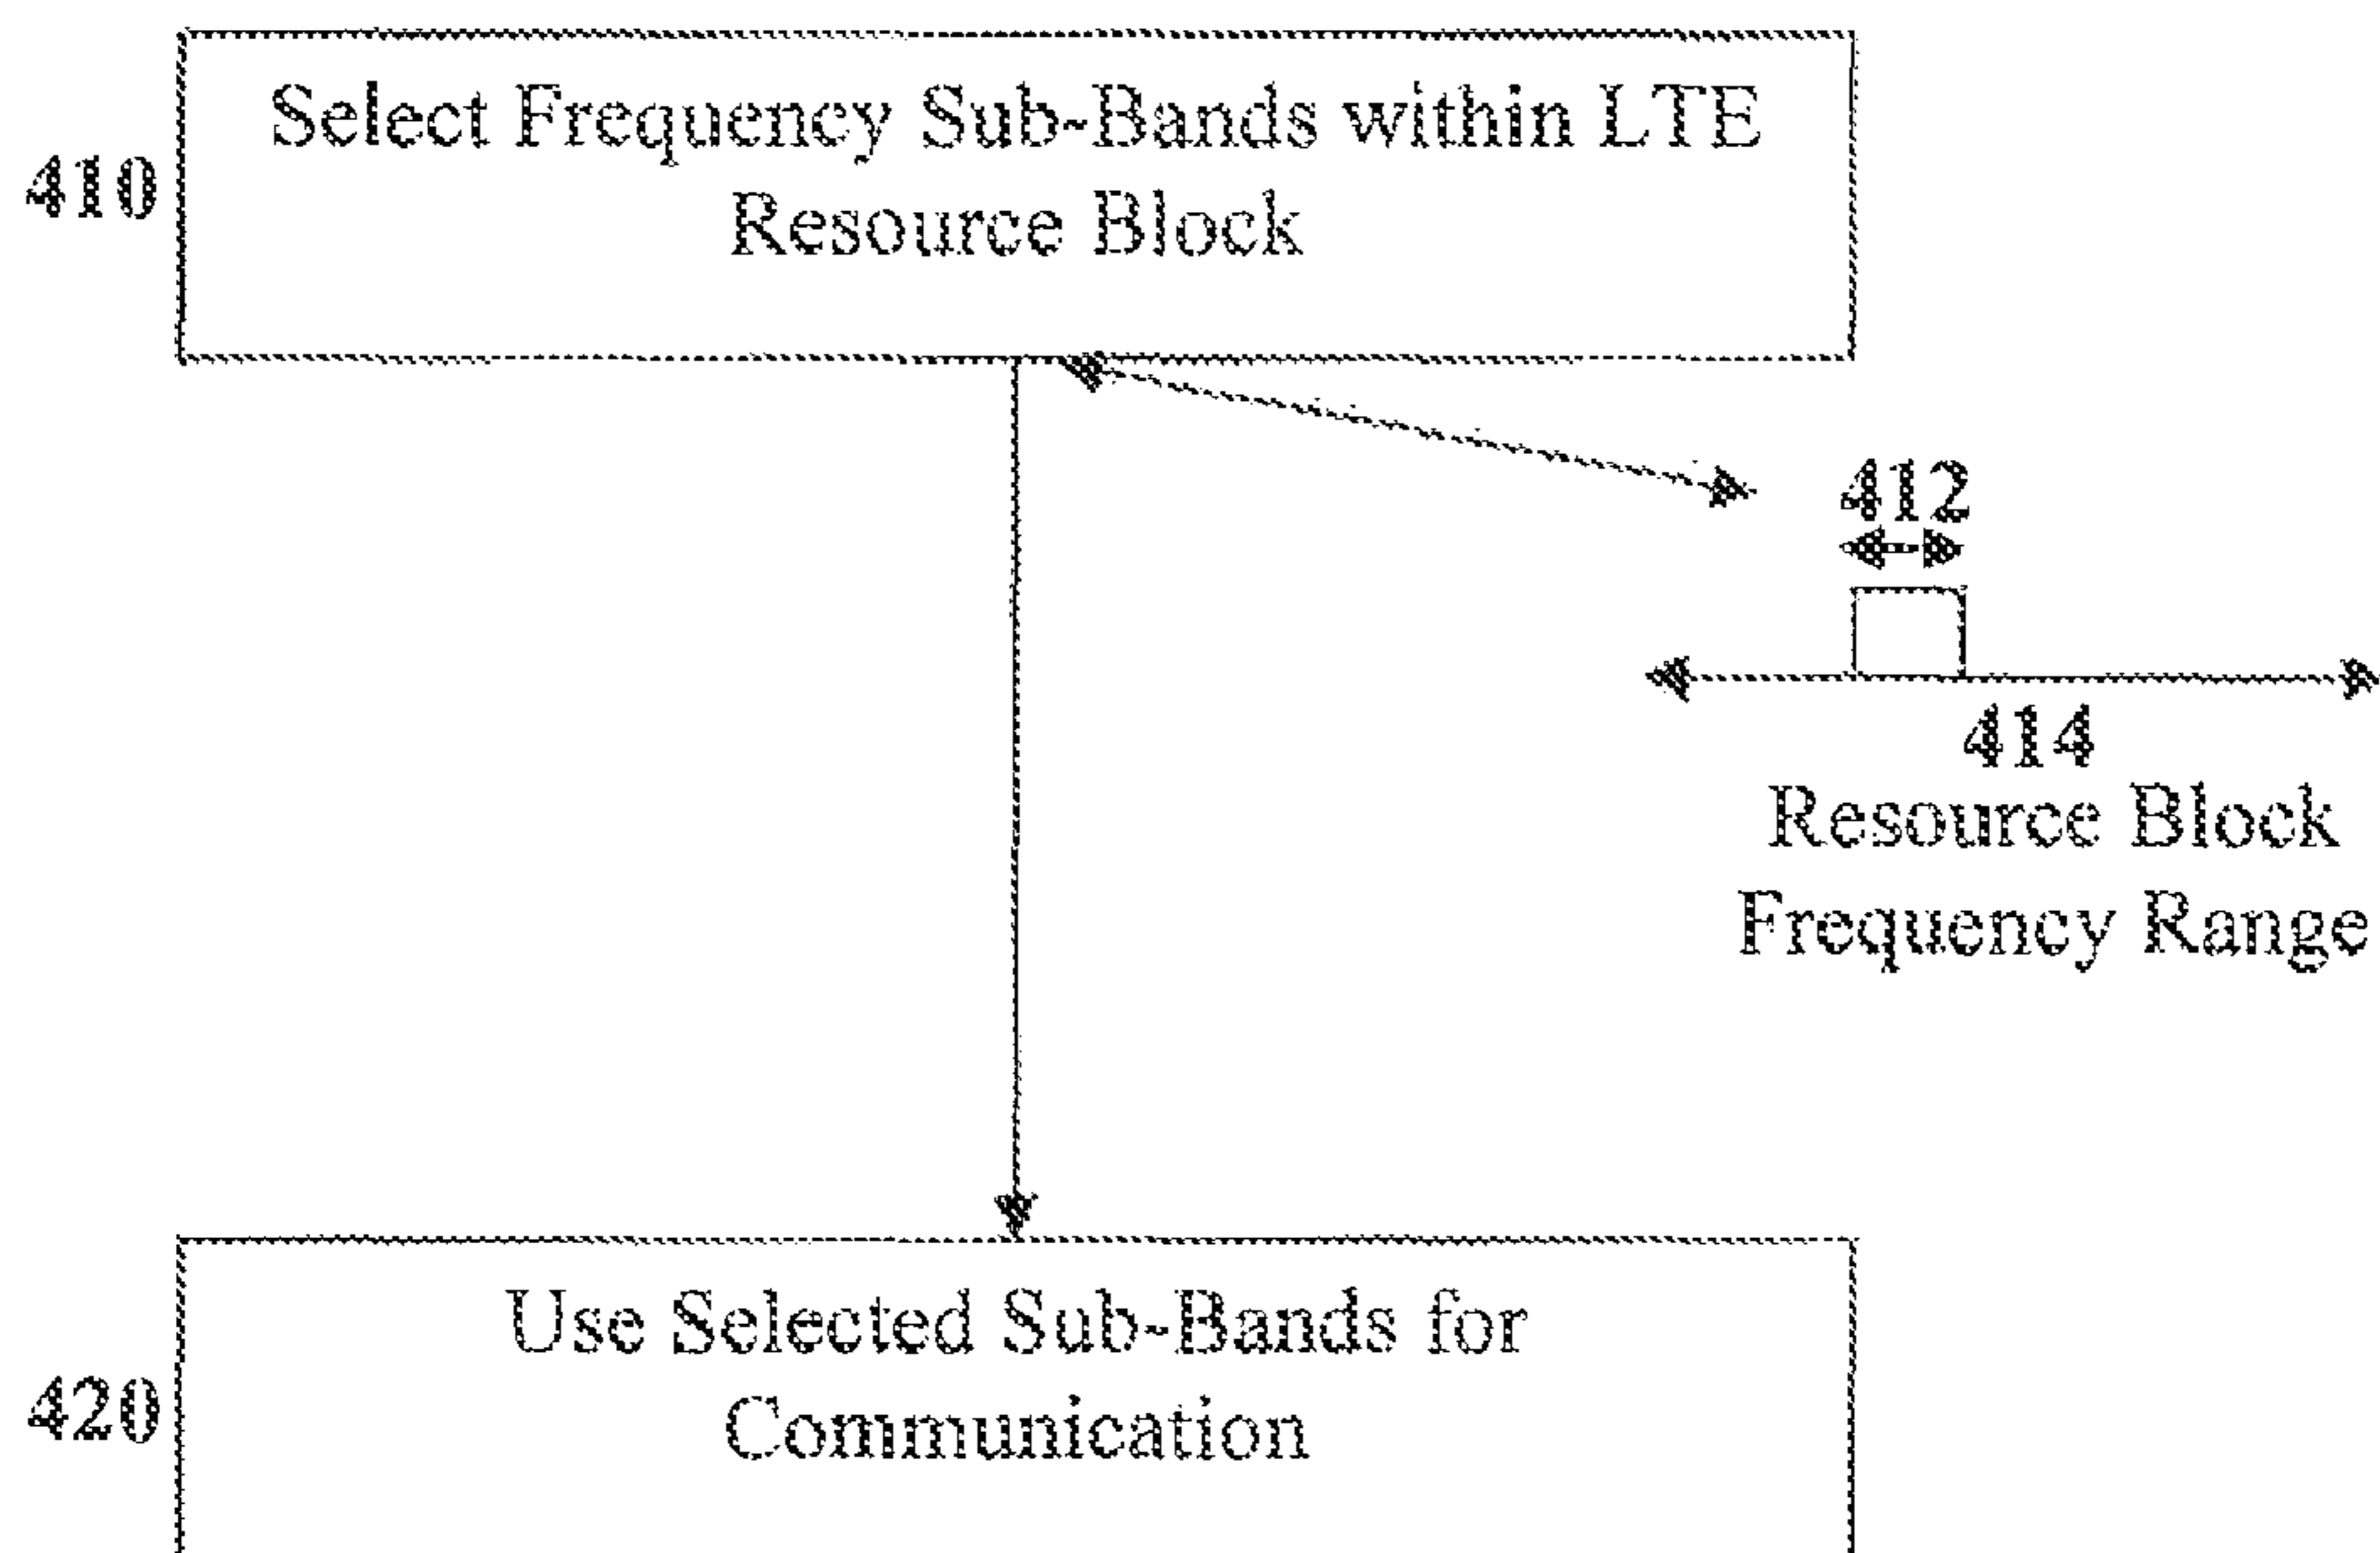 Select Frequency Sub-Bands within LTE
Resource Block
410
412
414
Resource Block
Frequency Range
Use Selected Sub-Bands for
Communication
420